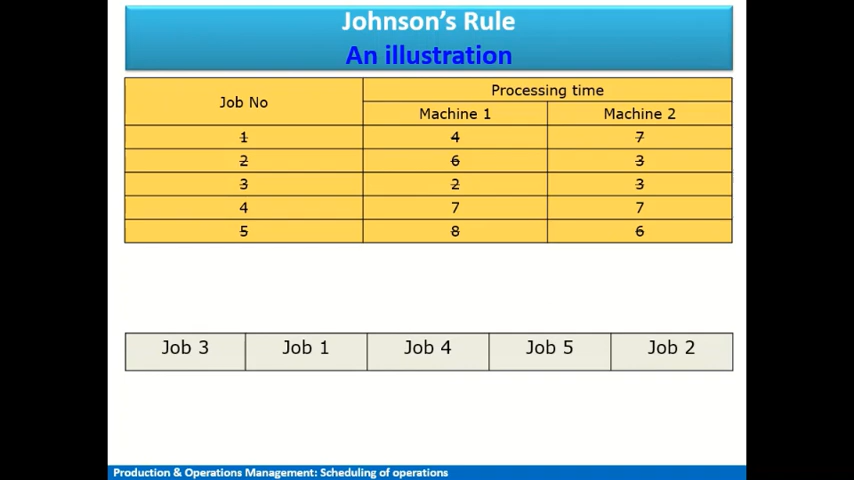 Johnson's Rule
An illustration
Job No Processing time
Machine 1 Machine 2
1 4 7
2 6 3
3 2 3
4 7 7
5 8 6
Job 3 Job 1 Job 4 Job 5 Job 2
Production & Operations Management: Scheduling of operations